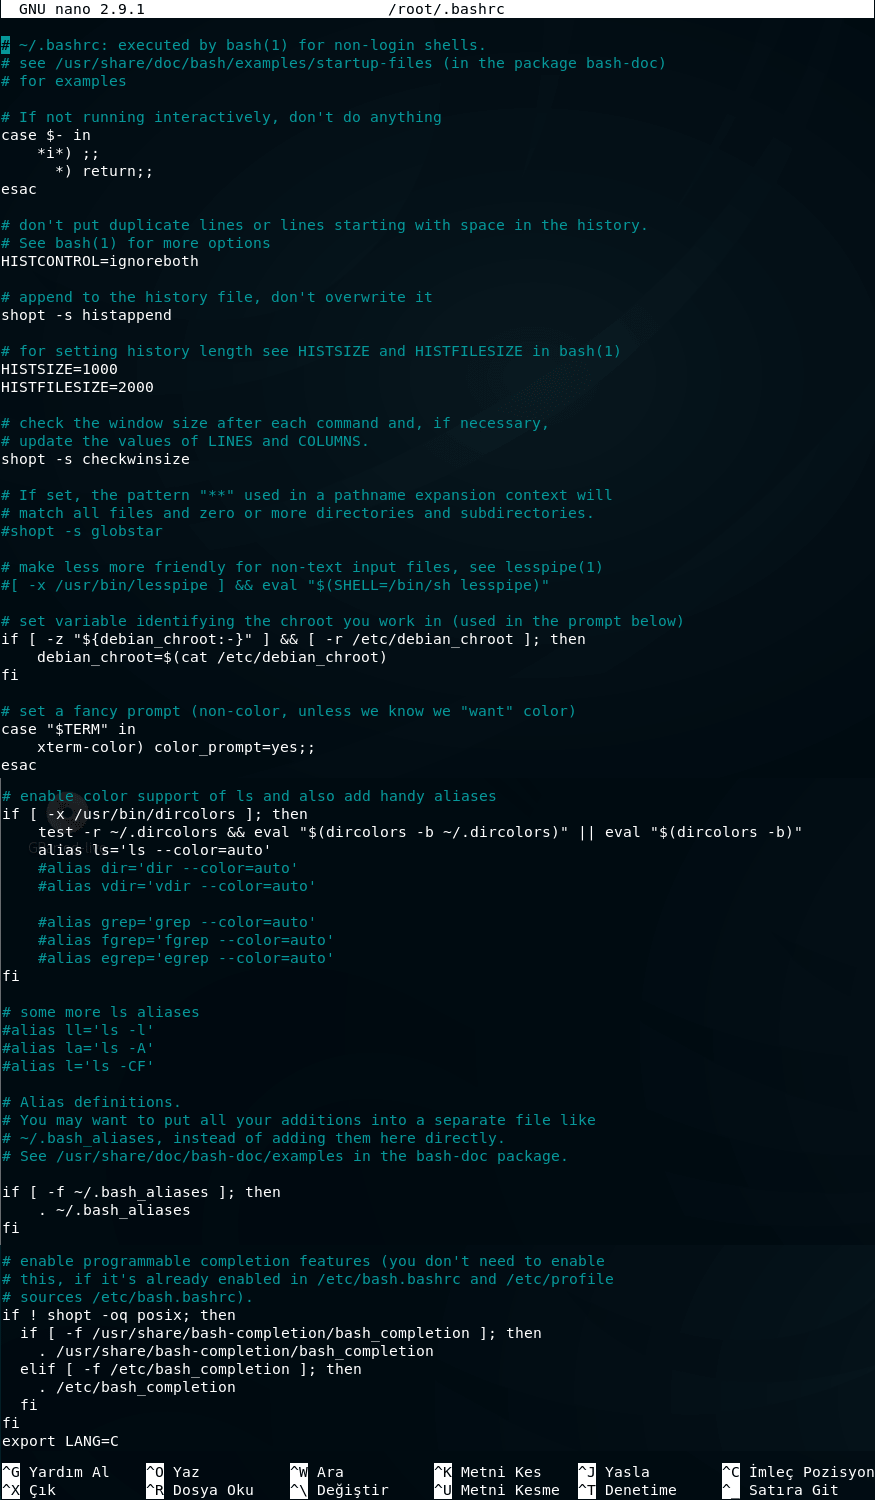 GNU nano 2.9.1 /root/.bashrc
# ~/.bashrc: executed by bash(1) for non-login shells.
# see /usr/share/doc/bash/examples/startup-files (in the package bash-doc)
# for examples
# If not running interactively, don't do anything
case $- in
*i*) ;;
*) return;;
esac
# don't put duplicate lines or lines starting with space in the history.
# See bash(1) for more options
HISTCONTROL=ignoreboth
# append to the history file, don't overwrite it
shopt -s histappend
# for setting history length see HISTSIZE and HISTFILESIZE in bash(1)
HISTSIZE=1000
HISTFILESIZE=2000
# check the window size after each command and, if necessary,
# update the values of LINES and COLUMNS.
shopt -s checkwinsize
# If set, the pattern "**" used in a pathname expansion context will
# match all files and zero or more directories and subdirectories.
#shopt -s globstar
# make less more friendly for non-text input files, see lesspipe(1)
#[ -x /usr/bin/lesspipe ] && eval "$(SHELL=/bin/sh lesspipe)"
# set variable identifying the chroot you work in (used in the prompt below)
if [ -z "${debian_chroot:-}" ] && [ -r /etc/debian_chroot ]; then
debian_chroot=$(cat /etc/debian_chroot)
fi
# set a fancy prompt (non-color, unless we know we "want" color)
case "$TERM" in
xterm-color) color_prompt=yes;;
esac
# enable color support of ls and also add handy aliases
if [ -x /usr/bin/dircolors ]; then
test -r ~/.dircolors && eval "$(dircolors -b ~/.dircolors)" || eval "$(dircolors -b)"
alias ls='ls --color=auto'
#alias dir='dir --color=auto'
#alias vdir='vdir --color=auto'
#alias grep='grep --color=auto'
#alias fgrep='fgrep --color=auto'
#alias egrep='egrep --color=auto'
fi
# some more ls aliases
#alias ll='ls -l'
#alias la='ls -A'
#alias l='ls -CF'
# Alias definitions.
# You may want to put all your additions into a separate file like
# ~/.bash_aliases, instead of adding them here directly.
# See /usr/share/doc/bash-doc/examples in the bash-doc package.
if [ -f ~/.bash_aliases ]; then
. ~/.bash_aliases
fi
# enable programmable completion features (you don't need to enable
# this, if it's already enabled in /etc/bash.bashrc and /etc/profile
# sources /etc/bash.bashrc).
if ! shopt -oq posix; then
if [ -f /usr/share/bash-completion/bash_completion ]; then
. /usr/share/bash-completion/bash_completion
elif [ -f /etc/bash_completion ]; then
. /etc/bash_completion
fi
fi
export LANG=C
^G Yardım Al ^O Yaz ^W Ara ^K Metni Kes ^J Yasla ^C İmleç Pozisyon
^X Çık ^R Dosya Oku ^\ Değiştir ^U Metni Kesme ^T Denetime ^ Satıra Git